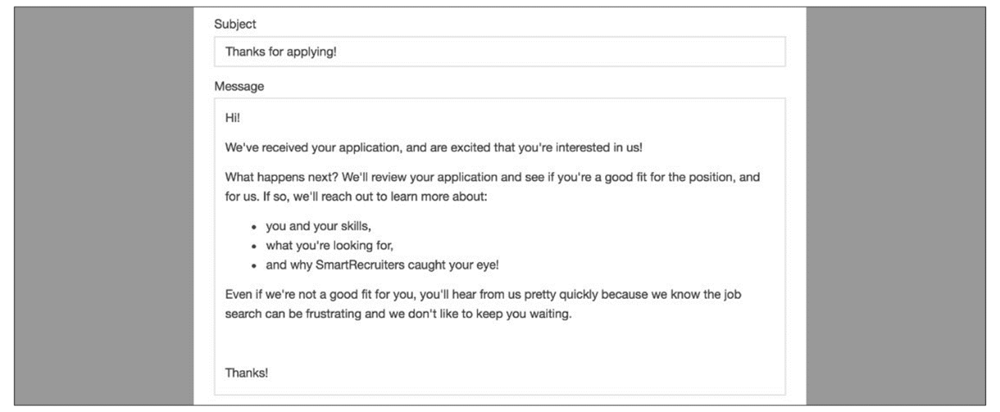 Subject
Thanks for applying!
Message
Hi!
We've received your application, and are excited that you're interested in us!
What happens next? We'll review your application and see if you're a good fit for the position, and
for us. If so, we'll reach out to learn more about:
• you and your skills,
• what you're looking for,
• and why SmartRecruiters caught your eye!
Even if we're not a good fit for you, you'll hear from us pretty quickly because we know the job
search can be frustrating and we don't like to keep you waiting.
Thanks!